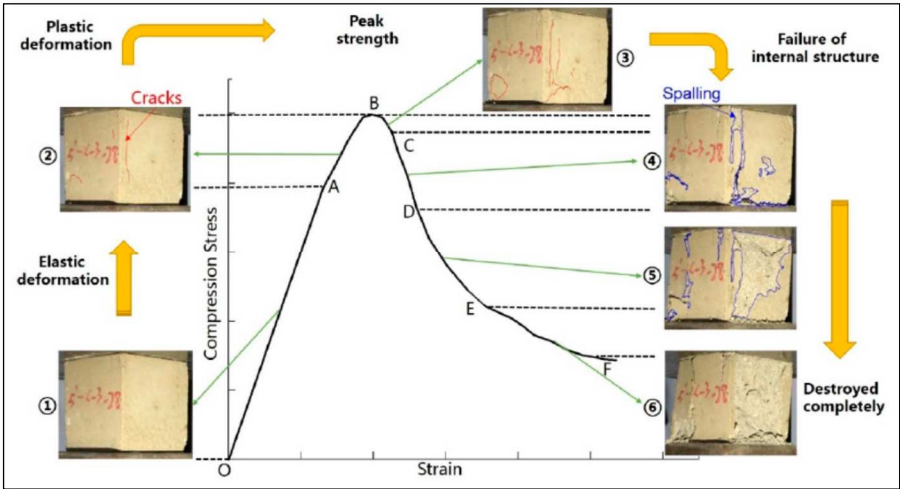 Plastic
deformation
Peak
strength
Failure of
internal structure
③
Cracks
Spalling
B
②
C
④
A
D
Elastic
deformation
⑤
Compression Stress
E
F
①
⑥
Destroyed
completely
O
Strain